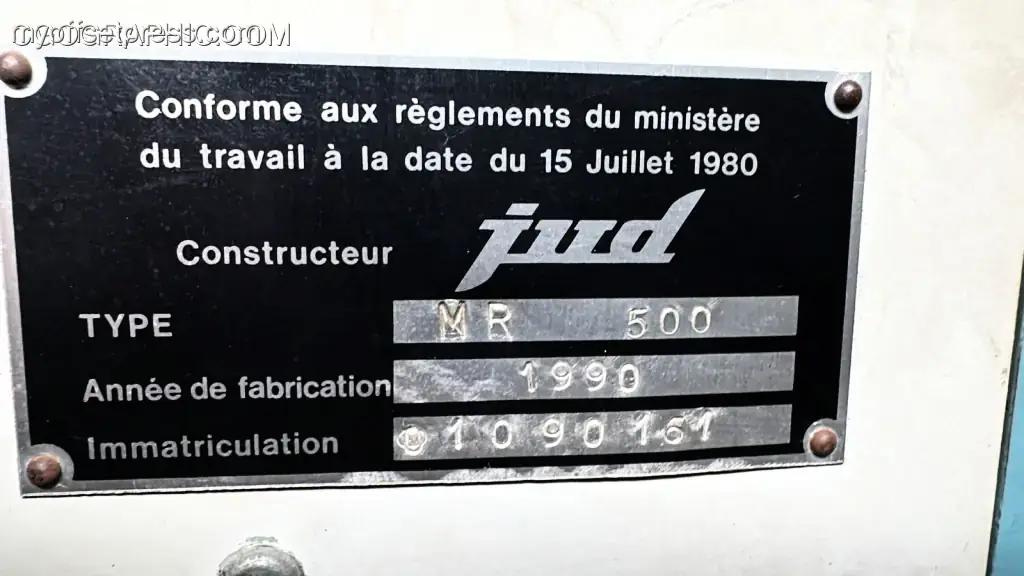 Conforme aux règlements du ministère
du travail à la date du 15 Juillet 1980
Constructeur jud
TYPE MR 500
Année de fabrication 1990
Immatriculation 1090161